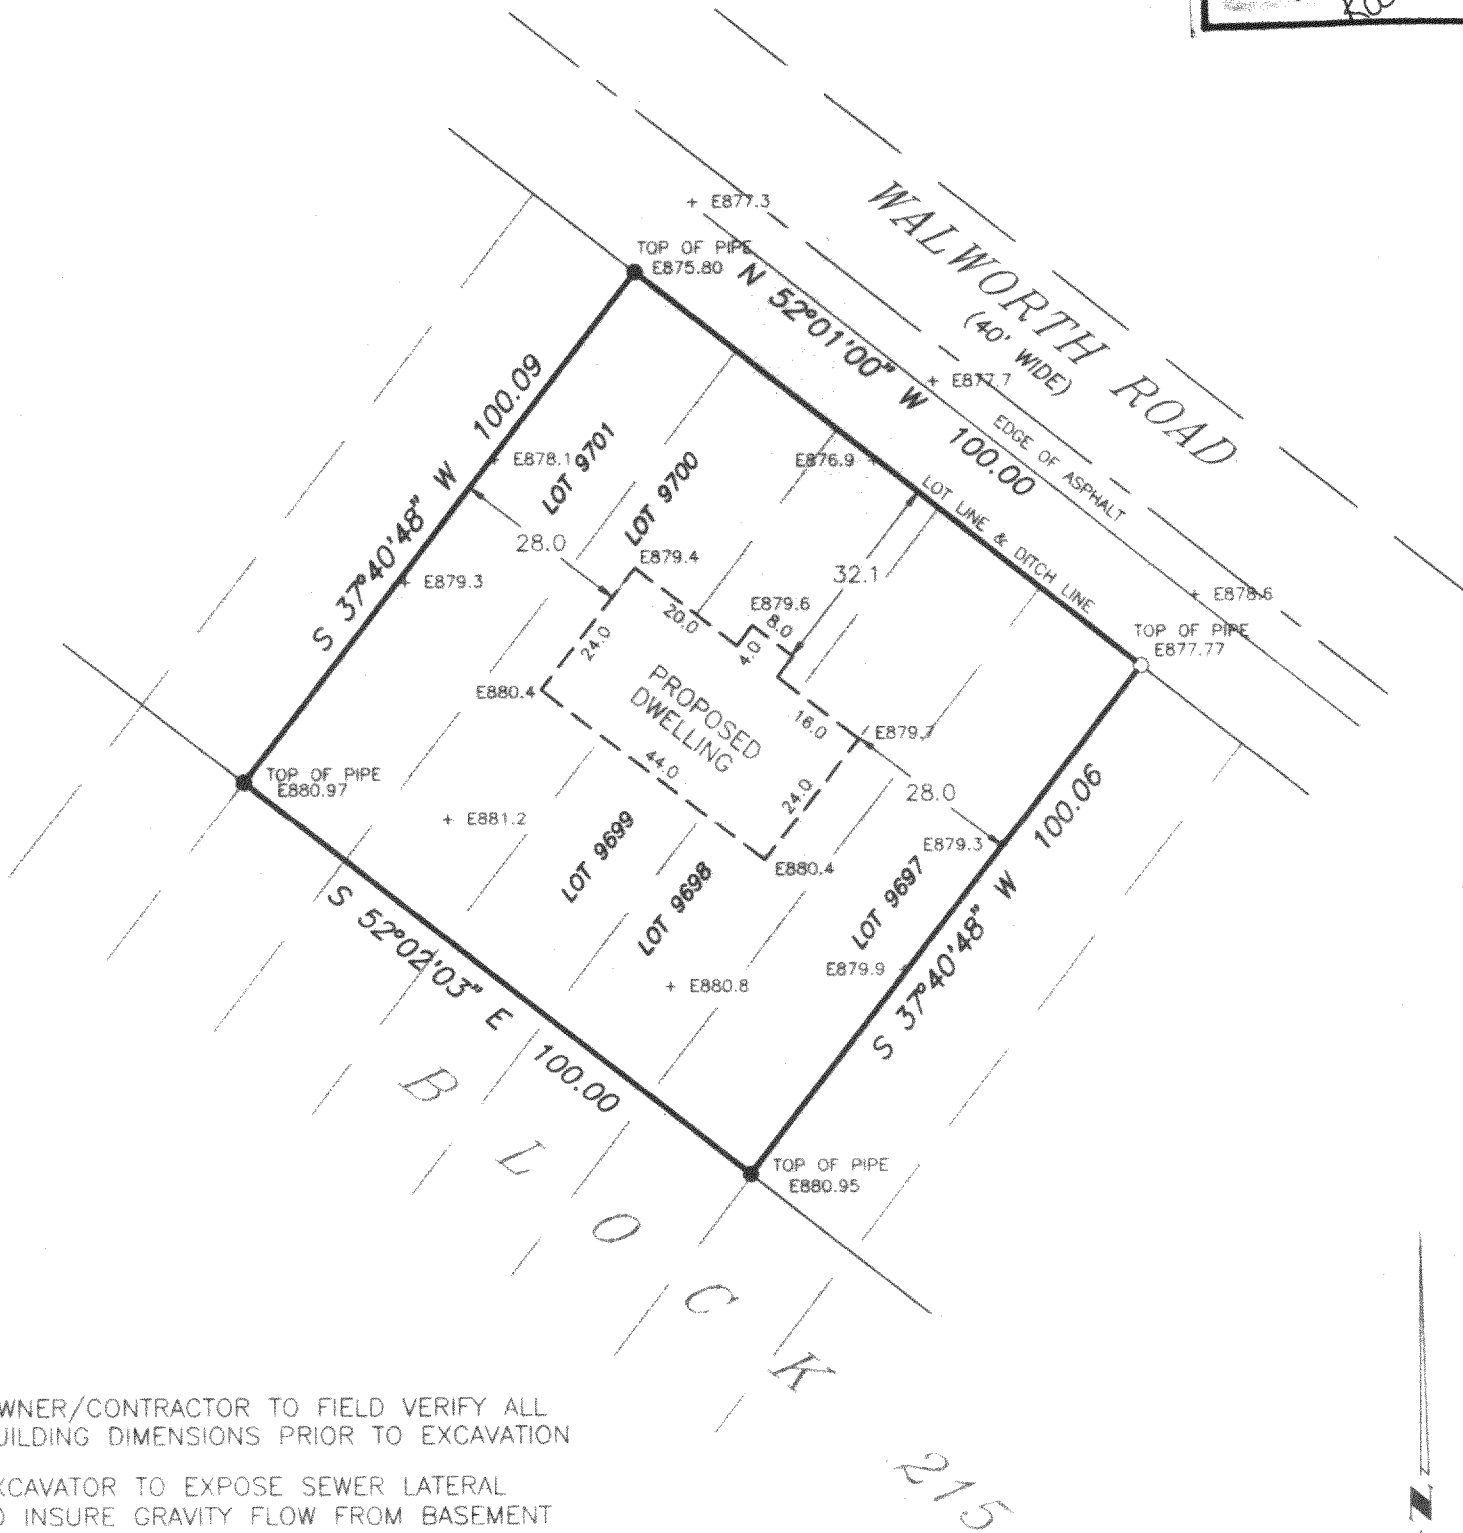 E877.3
TOP OF PIPE
E875.80
WALWORTH ROAD
(40' WIDE)
N 52°01'00" W 100.00
E877.7
EDGE OF ASPHALT
LOT LINE & DITCH LINE
E876.9
E878.6
TOP OF PIPE
E877.77
S 37°40'48" W 100.09
E878.1
E879.3
LOT 9701
LOT 9700
28.0
32.1
E879.4
20.0
E879.6
8.0
4.0
24.0
E880.4
PROPOSED
DWELLING
16.0
E879.7
44.0
24.0
28.0
E879.3
E880.4
TOP OF PIPE
E880.97
E881.2
LOT 9699
LOT 9698
LOT 9697
S 37°40'48" W 100.06
E879.9
E880.8
S 52°02'03" E 100.00
TOP OF PIPE
E880.95
BLOCK 215
WNER/CONTRACTOR TO FIELD VERIFY ALL
UILDING DIMENSIONS PRIOR TO EXCAVATION
XCAVATOR TO EXPOSE SEWER LATERAL
O INSURE GRAVITY FLOW FROM BASEMENT
N